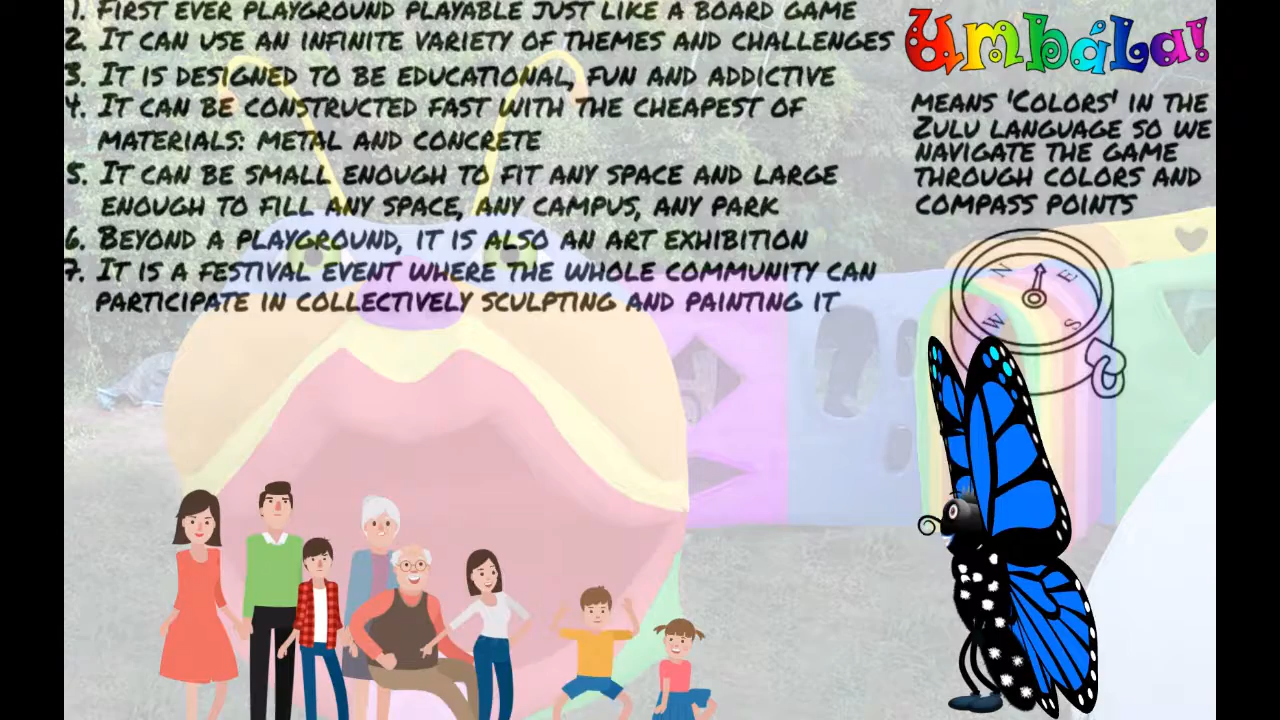 1. First ever playground playable just like a board game
2. It can use an infinite variety of themes and challenges
3. It is designed to be educational, fun and addictive
4. It can be constructed fast with the cheapest of
materials: metal and concrete
5. It can be small enough to fit any space and large
enough to fill any space, any campus, any park
6. Beyond a playground, it is also an art exhibition
7. It is a festival event where the whole community can
participate in collectively sculpting and painting it
Umbála!
means 'Colors' in the
Zulu language so we
navigate the game
through colors and
compass points
N
E
W
S